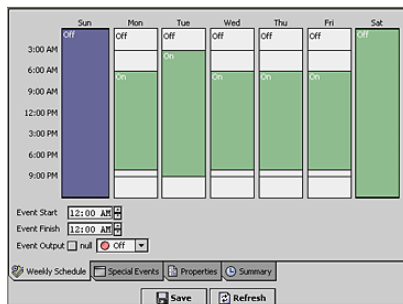 Sun Mon Tue Wed Thu Fri Sat
Off Off Off Off Off Off Off
3:00 AM
On
6:00 AM
On On On On
9:00 AM
12:00 PM
3:00 PM
6:00 PM
9:00 PM
Event Start 12:00 AM
Event Finish 12:00 AM
Event Output null Off
Weekly Schedule Special Events Properties Summary
Save Refresh